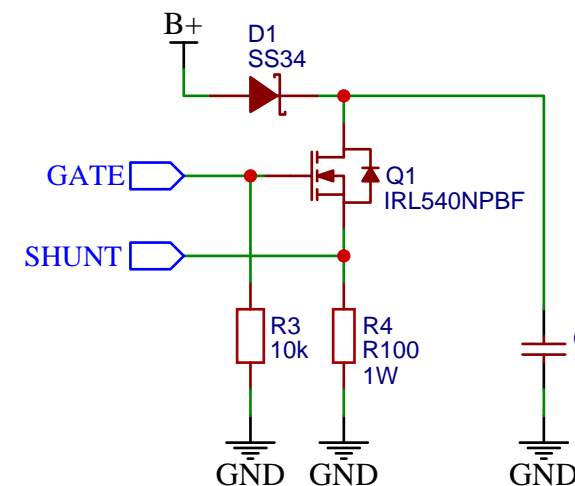 B+
D1
SS34
GATE
Q1
IRL540NPBF
SHUNT
R3
10k
R4
R100
1W
GND
GND
GND